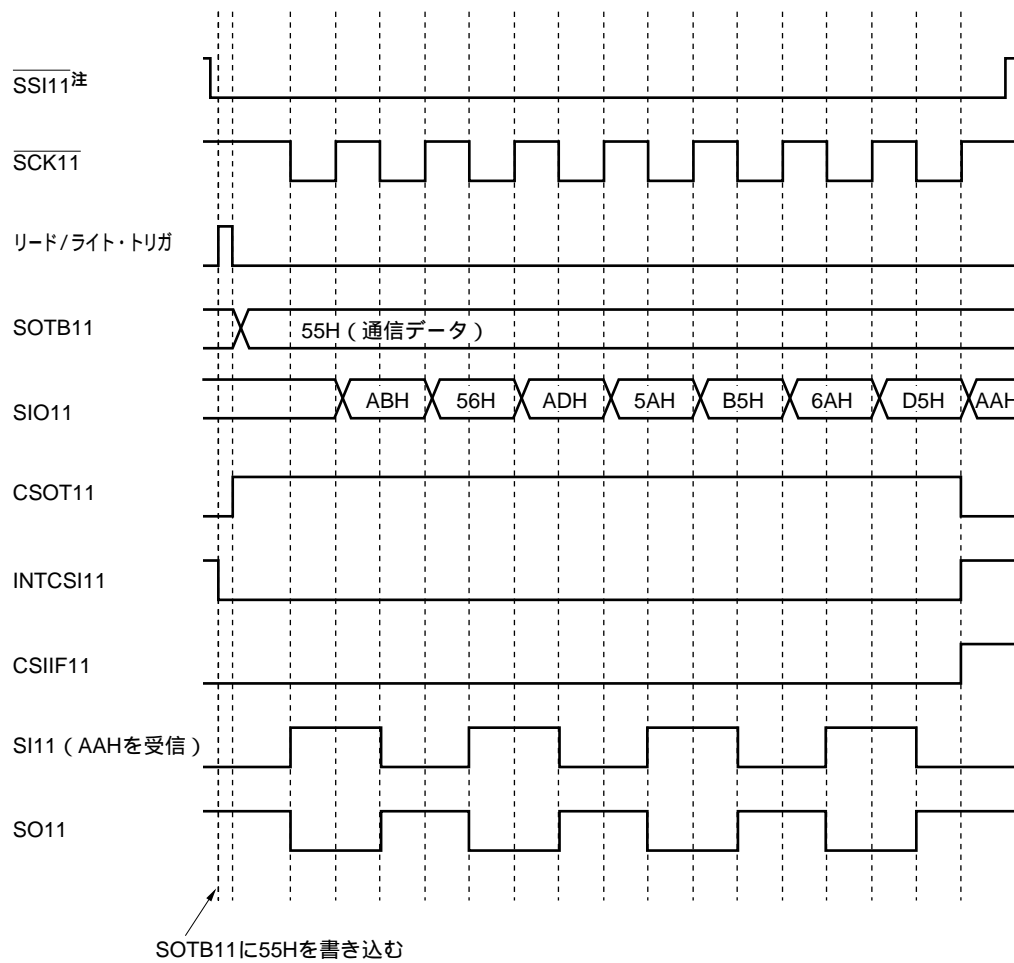 SSI11注
SCK11
リード/ライト・トリガ
SOTB11
55H(通信データ)
SIO11
ABH 56H ADH 5AH B5H 6AH D5H AAH
CSOT11
INTCSI11
CSIIF11
SI11(AAHを受信)
SO11
SOTB11に55Hを書き込む